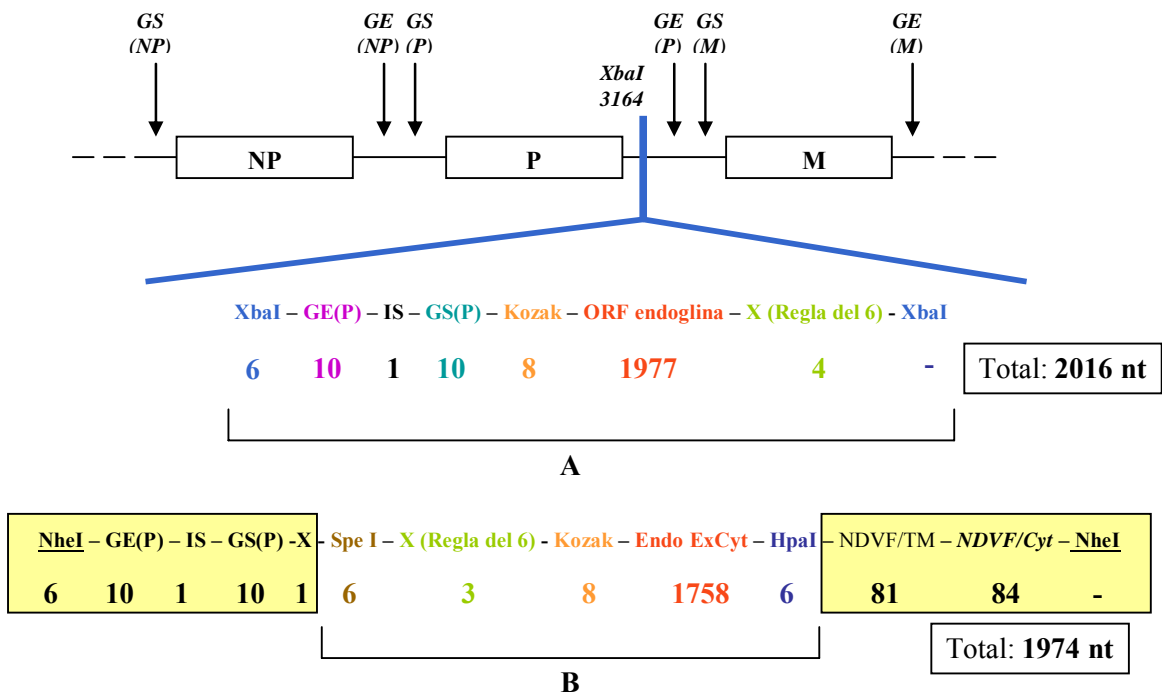 GS GE GS GE GS GE
(NP) (NP) (P) (P) (M) (M)
XbaI
3164
NP P M
XbaI – GE(P) – IS – GS(P) – Kozak – ORF endoglina – X (Regla del 6) - XbaI
6 10 1 10 8 1977 4 -
Total: 2016 nt
A
NheI – GE(P) – IS – GS(P) -X - Spe I – X (Regla del 6) - Kozak – Endo ExCyt – HpaI – NDVF/TM – NDVF/Cyt – NheI
6 10 1 10 1 6 3 8 1758 6 81 84 -
Total: 1974 nt
B